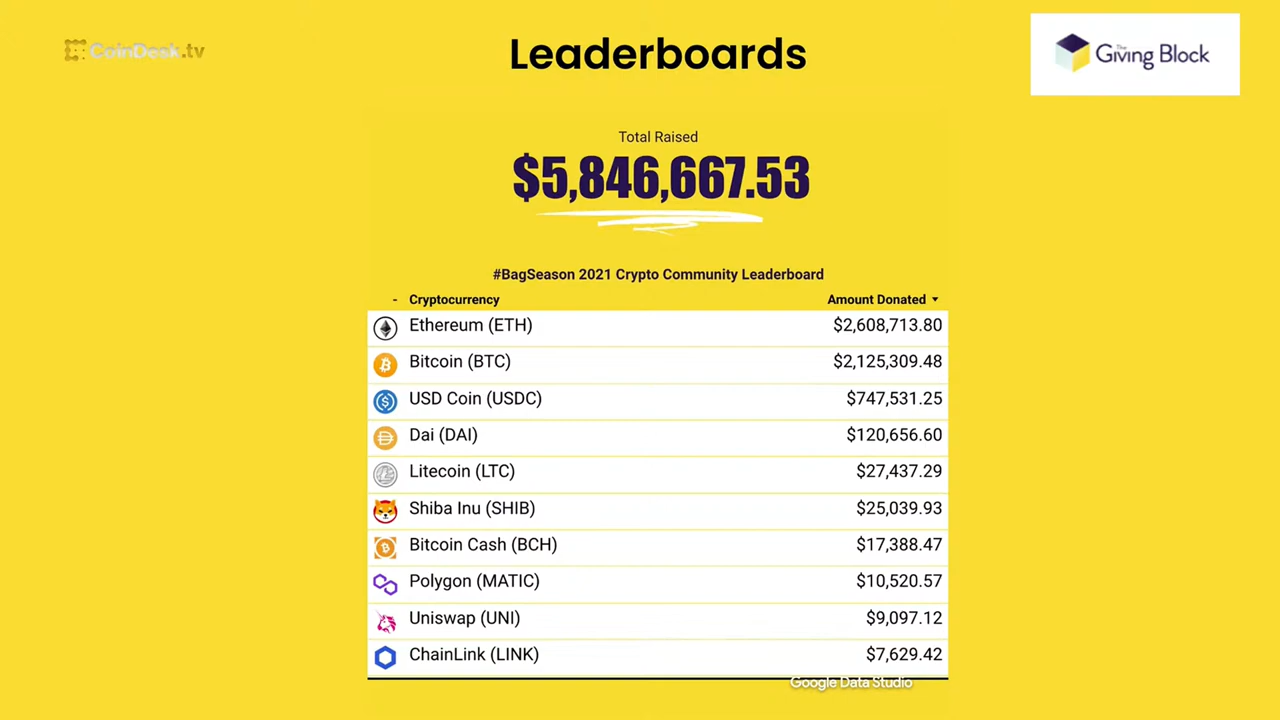 CoinDesk.tv
Leaderboards
The
Giving Block
Total Raised
$5,846,667.53
#BagSeason 2021 Crypto Community Leaderboard
- Cryptocurrency Amount Donated
Ethereum (ETH) $2,608,713.80
Bitcoin (BTC) $2,125,309.48
USD Coin (USDC) $747,531.25
Dai (DAI) $120,656.60
Litecoin (LTC) $27,437.29
Shiba Inu (SHIB) $25,039.93
Bitcoin Cash (BCH) $17,388.47
Polygon (MATIC) $10,520.57
Uniswap (UNI) $9,097.12
ChainLink (LINK) $7,629.42
Google Data Studio